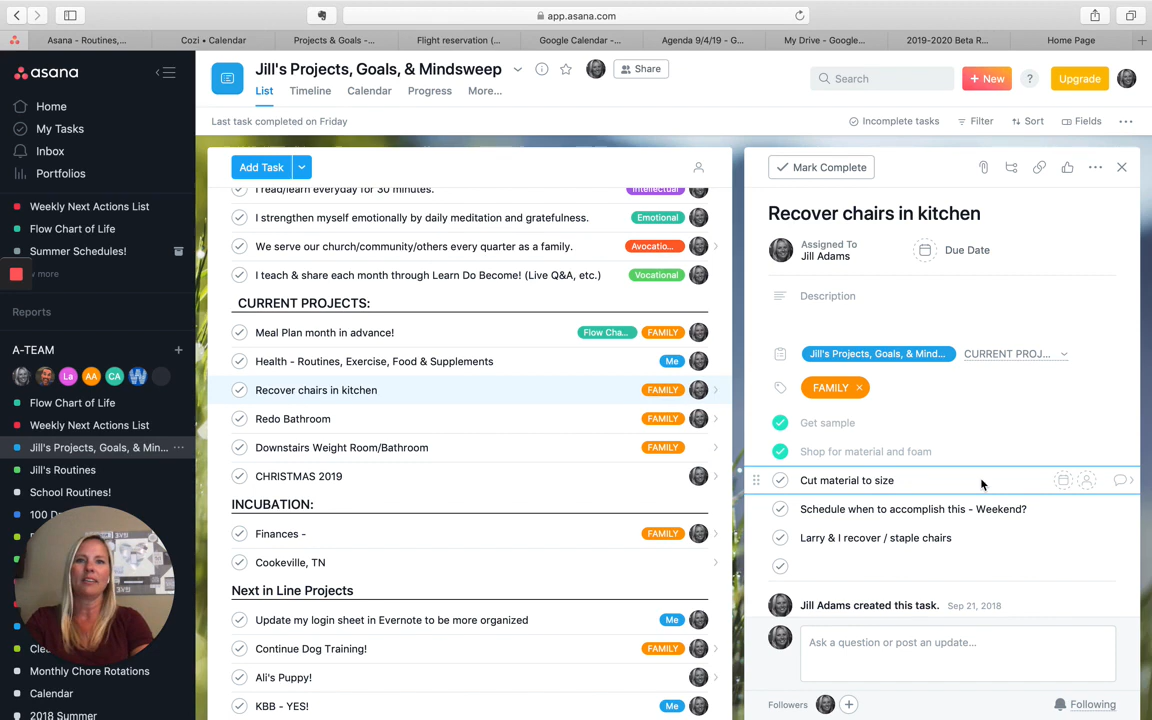 app.asana.com
Asana - Routines,...
Cozi • Calendar
Projects & Goals -...
Flight reservation (...
Google Calendar -...
Agenda 9/4/19 - G...
My Drive - Google...
2019-2020 Beta R...
Home Page
asana
Home
My Tasks
Inbox
Portfolios
Weekly Next Actions List
Flow Chart of Life
Summer Schedules!
w more
Reports
A-TEAM
La
AA
CA
Flow Chart of Life
Weekly Next Actions List
Jill's Projects, Goals, & Min...
Jill's Routines
School Routines!
100 D
Cle
Monthly Chore Rotations
Calendar
2018 Summer
Jill's Projects, Goals, & Mindsweep
Share
List
Timeline
Calendar
Progress
More...
Search
+ New
?
Upgrade
Last task completed on Friday
Incomplete tasks
Filter
Sort
Fields
Add Task
I read/learn everyday for 30 minutes.
Intellectual
I strengthen myself emotionally by daily meditation and gratefulness.
Emotional
We serve our church/community/others every quarter as a family.
Avocatio...
I teach & share each month through Learn Do Become! (Live Q&A, etc.)
Vocational
CURRENT PROJECTS:
Meal Plan month in advance!
Flow Cha...
FAMILY
Health - Routines, Exercise, Food & Supplements
Me
Recover chairs in kitchen
FAMILY
Redo Bathroom
FAMILY
Downstairs Weight Room/Bathroom
FAMILY
CHRISTMAS 2019
INCUBATION:
Finances -
FAMILY
Cookeville, TN
Next in Line Projects
Update my login sheet in Evernote to be more organized
Me
Continue Dog Training!
FAMILY
Ali's Puppy!
KBB - YES!
Me
Mark Complete
Recover chairs in kitchen
Assigned To
Jill Adams
Due Date
Description
Jill's Projects, Goals, & Mind...
CURRENT PROJ...
FAMILY ×
Get sample
Shop for material and foam
Cut material to size
Schedule when to accomplish this - Weekend?
Larry & I recover / staple chairs
Jill Adams created this task. Sep 21, 2018
Ask a question or post an update...
Followers
Following